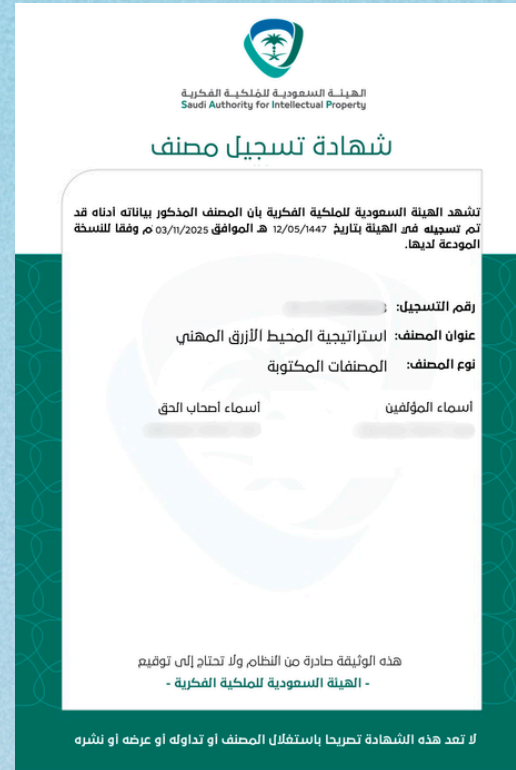 الهيئة السعودية للملكية الفكرية
Saudi Authority for Intellectual Property
شهادة تسجيل مصنف
تشهد الهيئة السعودية للملكية الفكرية بأن المصنف المذكور بياناته أدناه قد
تم تسجيله في الهيئة بتاريخ 12/05/1447 هـ الموافق 03/11/2025 م وفقا للنسخة
المودعة لديها.
رقم التسجيل:
عنوان المصنف: استراتيجية المحيط الأزرق المهني
نوع المصنف: المصنفات المكتوبة
أسماء المؤلفين أسماء أصحاب الحق
هذه الوثيقة صادرة من النظام ولا تحتاج إلى توقيع
- الهيئة السعودية للملكية الفكرية -
لا تعد هذه الشهادة تصريحا باستغلال المصنف أو تداوله أو عرضه أو نشره